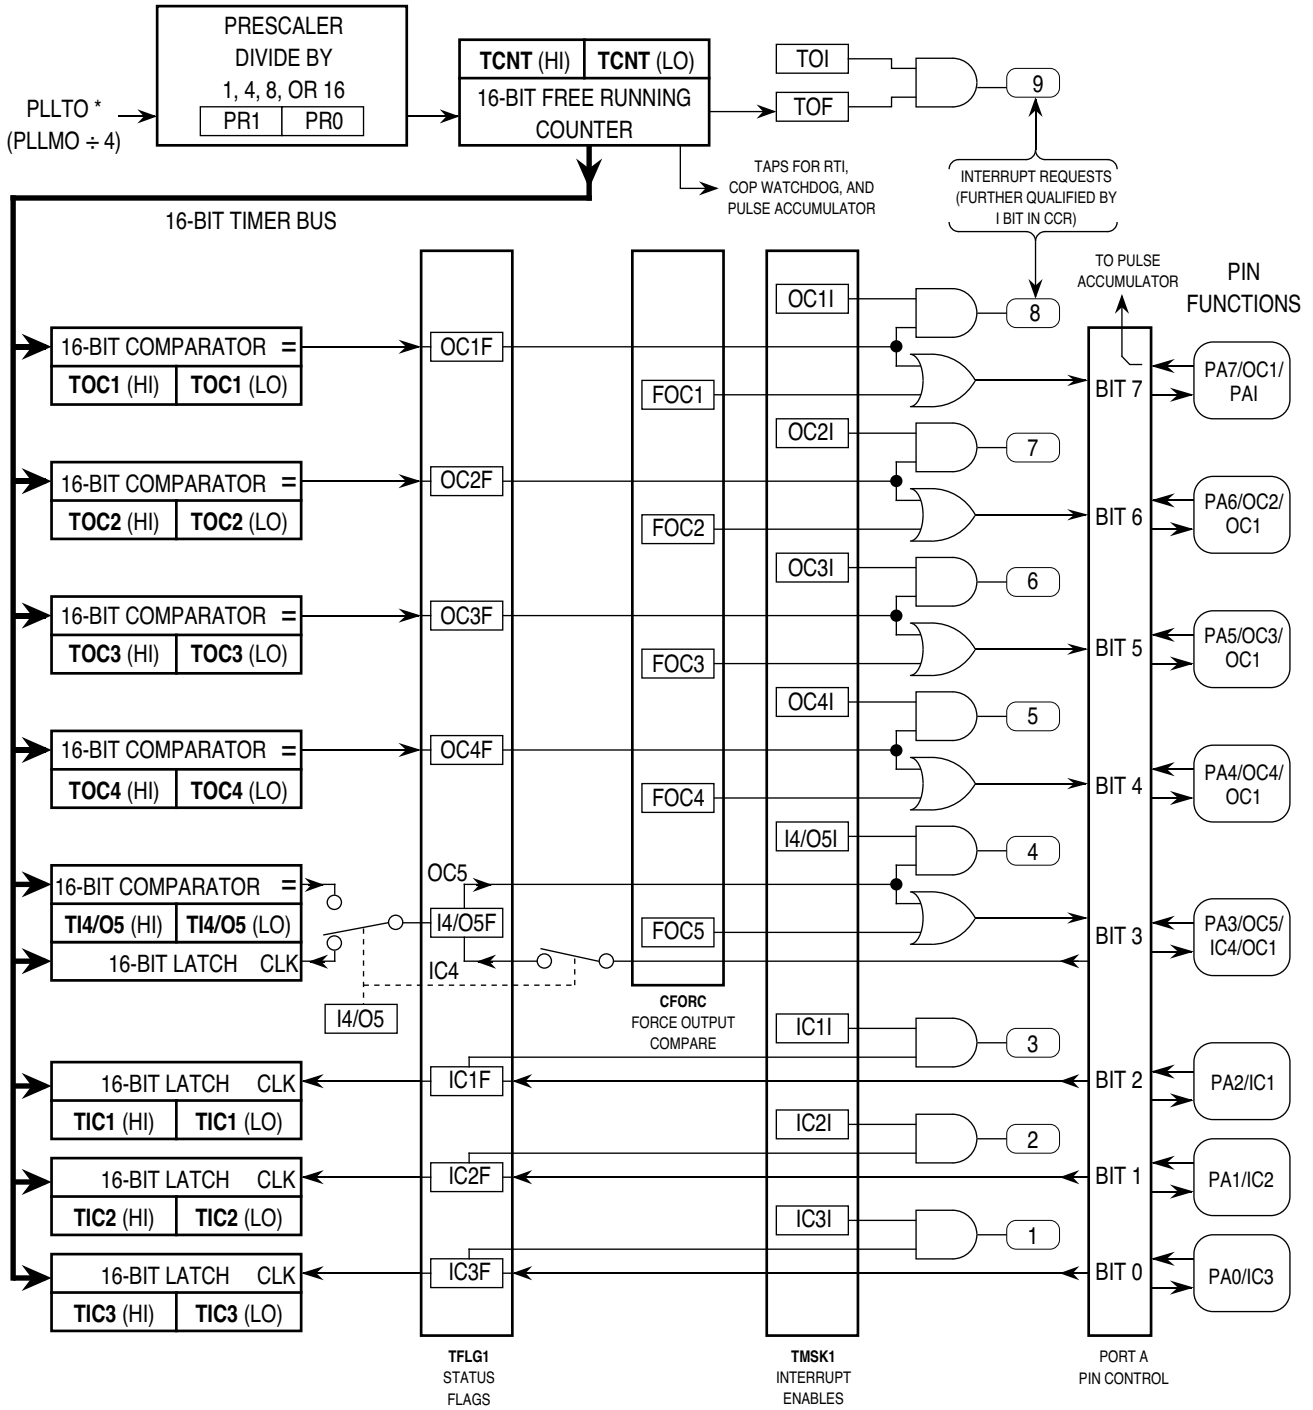 PRESCALER
DIVIDE BY
1, 4, 8, OR 16
PR1 PR0
PLLTO *
(PLLMO ÷ 4)
TCNT (HI) TCNT (LO)
16-BIT FREE RUNNING
COUNTER
TOI
TOF
9
TAPS FOR RTI,
COP WATCHDOG, AND
PULSE ACCUMULATOR
INTERRUPT REQUESTS
(FURTHER QUALIFIED BY
I BIT IN CCR)
16-BIT TIMER BUS
TO PULSE
ACCUMULATOR
PIN
FUNCTIONS
OC1I
8
16-BIT COMPARATOR =
TOC1 (HI) TOC1 (LO)
OC1F
FOC1
BIT 7
PA7/OC1/
PAI
OC2I
7
16-BIT COMPARATOR =
TOC2 (HI) TOC2 (LO)
OC2F
FOC2
BIT 6
PA6/OC2/
OC1
OC3I
6
16-BIT COMPARATOR =
TOC3 (HI) TOC3 (LO)
OC3F
FOC3
BIT 5
PA5/OC3/
OC1
OC4I
5
16-BIT COMPARATOR =
TOC4 (HI) TOC4 (LO)
OC4F
FOC4
BIT 4
PA4/OC4/
OC1
I4/O5I
4
16-BIT COMPARATOR =
TI4/O5 (HI) TI4/O5 (LO)
16-BIT LATCH CLK
OC5
I4/O5F
IC4
I4/O5
FOC5
BIT 3
PA3/OC5/
IC4/OC1
CFORC
FORCE OUTPUT
COMPARE
IC1I
3
16-BIT LATCH CLK
TIC1 (HI) TIC1 (LO)
IC1F
BIT 2
PA2/IC1
IC2I
2
16-BIT LATCH CLK
TIC2 (HI) TIC2 (LO)
IC2F
BIT 1
PA1/IC2
IC3I
1
16-BIT LATCH CLK
TIC3 (HI) TIC3 (LO)
IC3F
BIT 0
PA0/IC3
TFLG1
STATUS
FLAGS
TMSK1
INTERRUPT
ENABLES
PORT A
PIN CONTROL